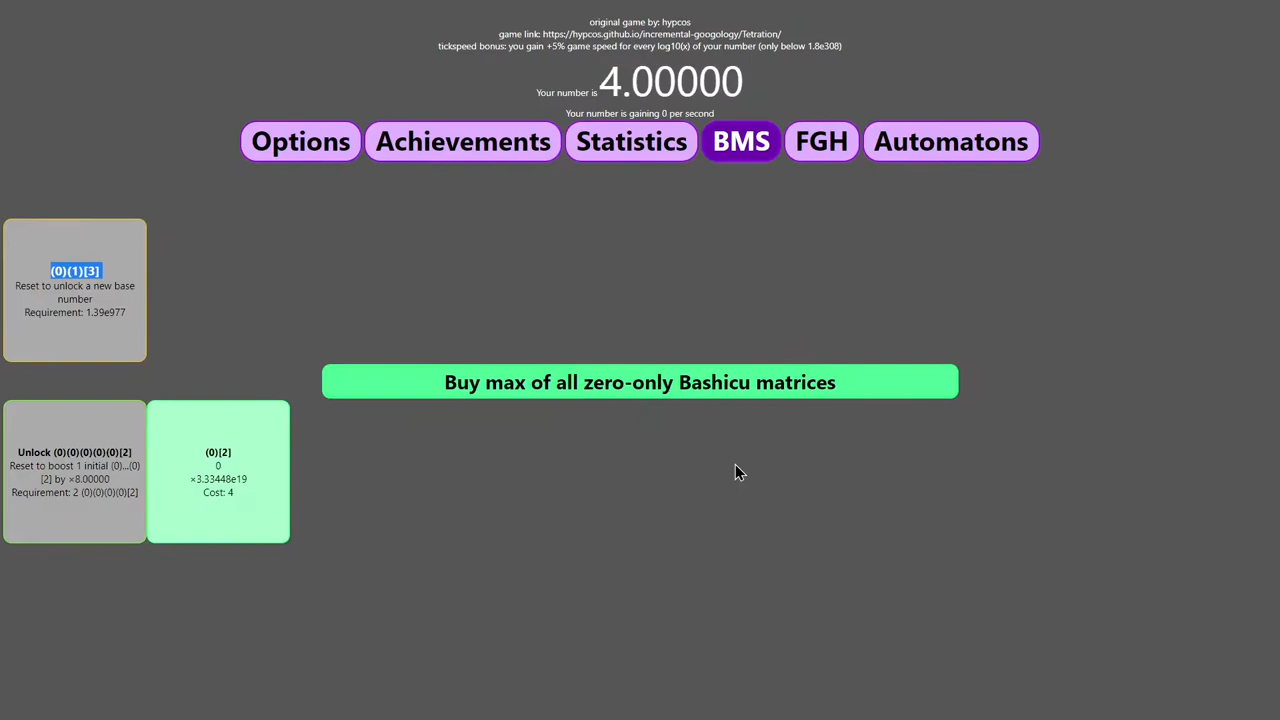 original game by: hypcos
game link: https://hypcos.github.io/incremental-googology/Tetration/
tickspeed bonus: you gain +5% game speed for every log10(x) of your number (only below 1.8e308)
Your number is 4.00000
Your number is gaining 0 per second
Options Achievements Statistics BMS FGH Automatons
(0)(1)[3]
Reset to unlock a new base
number
Requirement: 1.39e977
Buy max of all zero-only Bashicu matrices
Unlock (0)(0)(0)(0)(0)[2]
Reset to boost 1 initial (0)...(0)
[2] by ×8.00000
Requirement: 2 (0)(0)(0)(0)[2]
(0)[2]
0
×3.33448e19
Cost: 4